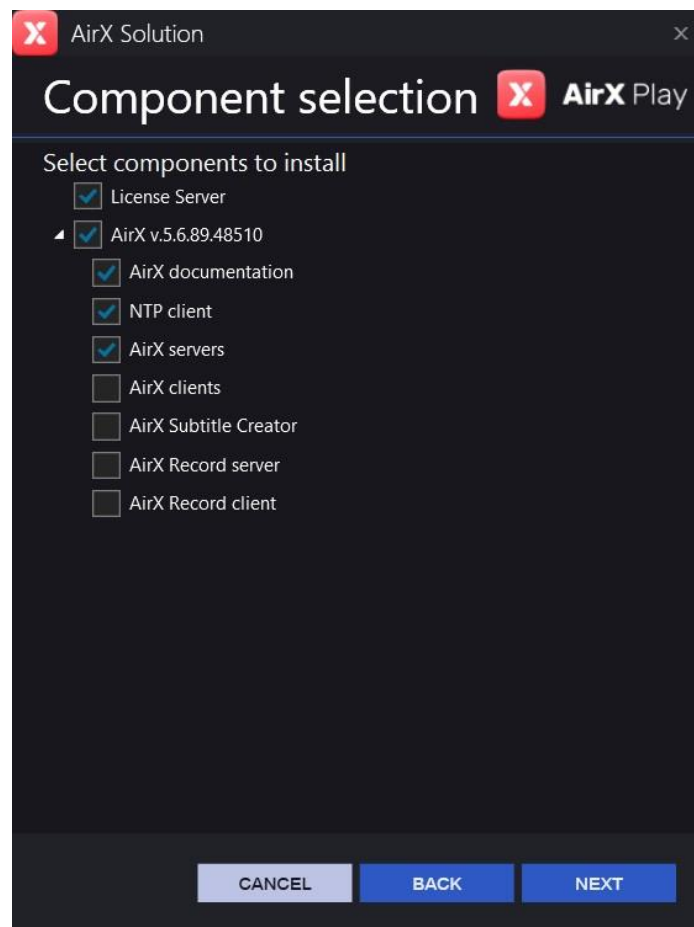 AirX Solution
Component selection
AirX Play
Select components to install
License Server
AirX v.5.6.89.48510
AirX documentation
NTP client
AirX servers
AirX clients
AirX Subtitle Creator
AirX Record server
AirX Record client
CANCEL BACK NEXT